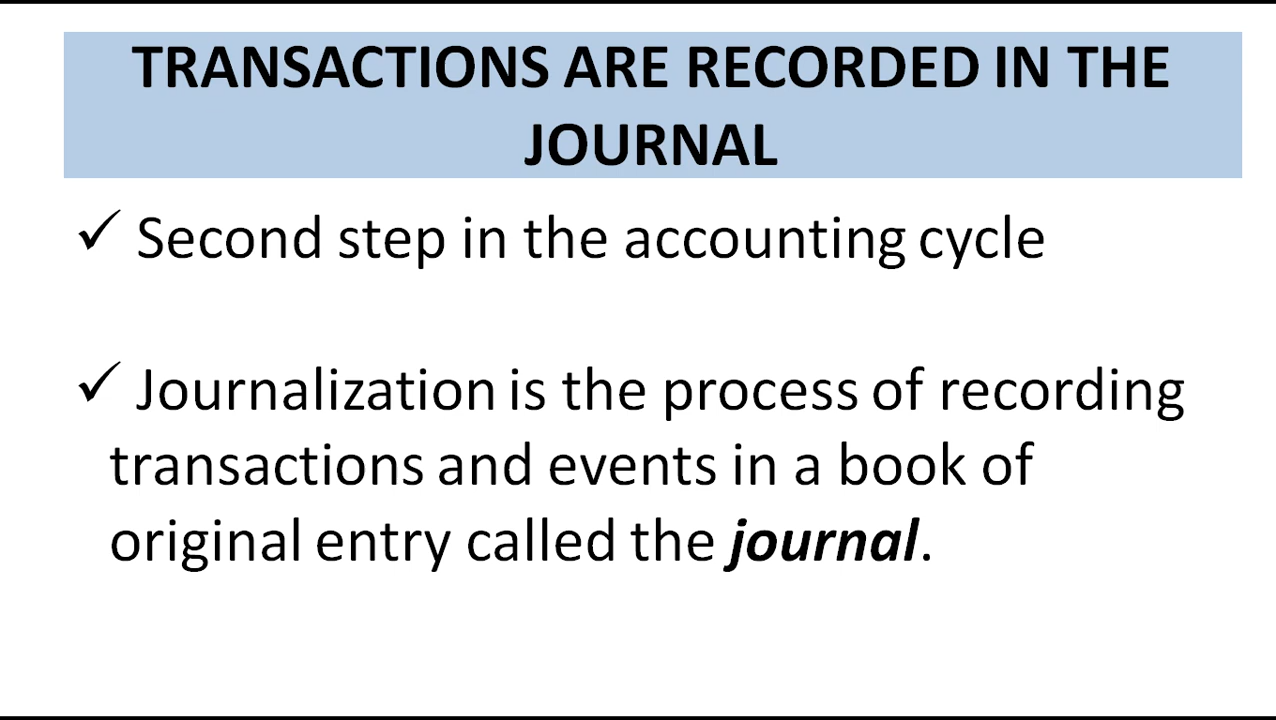 TRANSACTIONS ARE RECORDED IN THE
JOURNAL
✓ Second step in the accounting cycle
✓ Journalization is the process of recording
transactions and events in a book of
original entry called the journal.